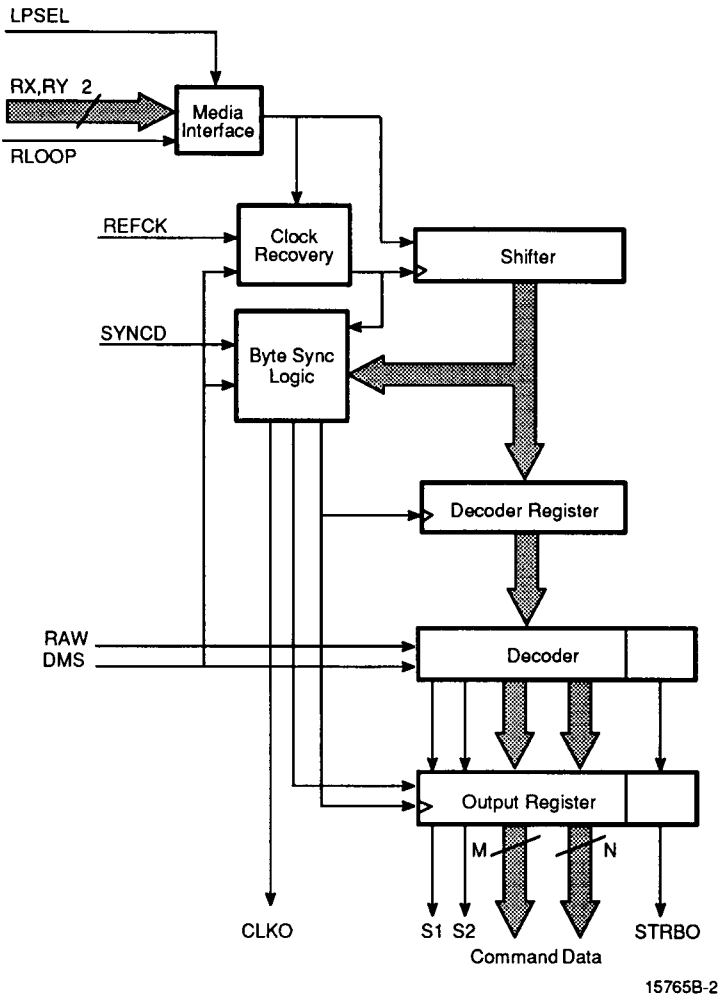 LPSEL
RX,RY 2
Media
Interface
RLOOP
REFCK
Clock
Recovery
Shifter
SYNCD
Byte Sync
Logic
Decoder Register
RAW
DMS
Decoder
Output Register
M
N
CLKO
S1 S2
STRBO
Command Data
15765B-2